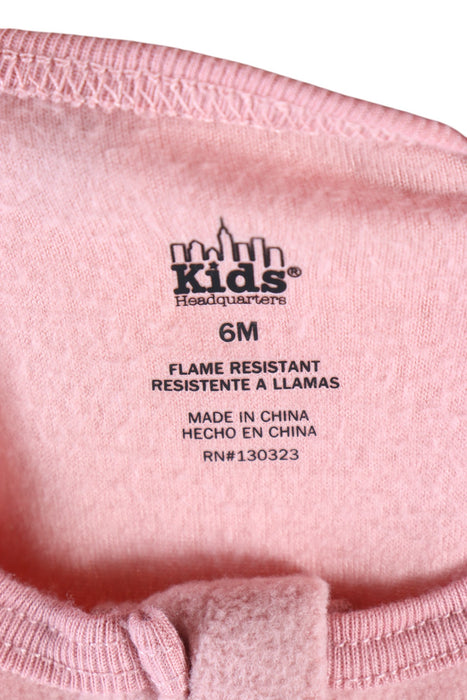 Kids®
Headquarters
6M
FLAME RESISTANT
RESISTENTE A LLAMAS
MADE IN CHINA
HECHO EN CHINA
RN#130323